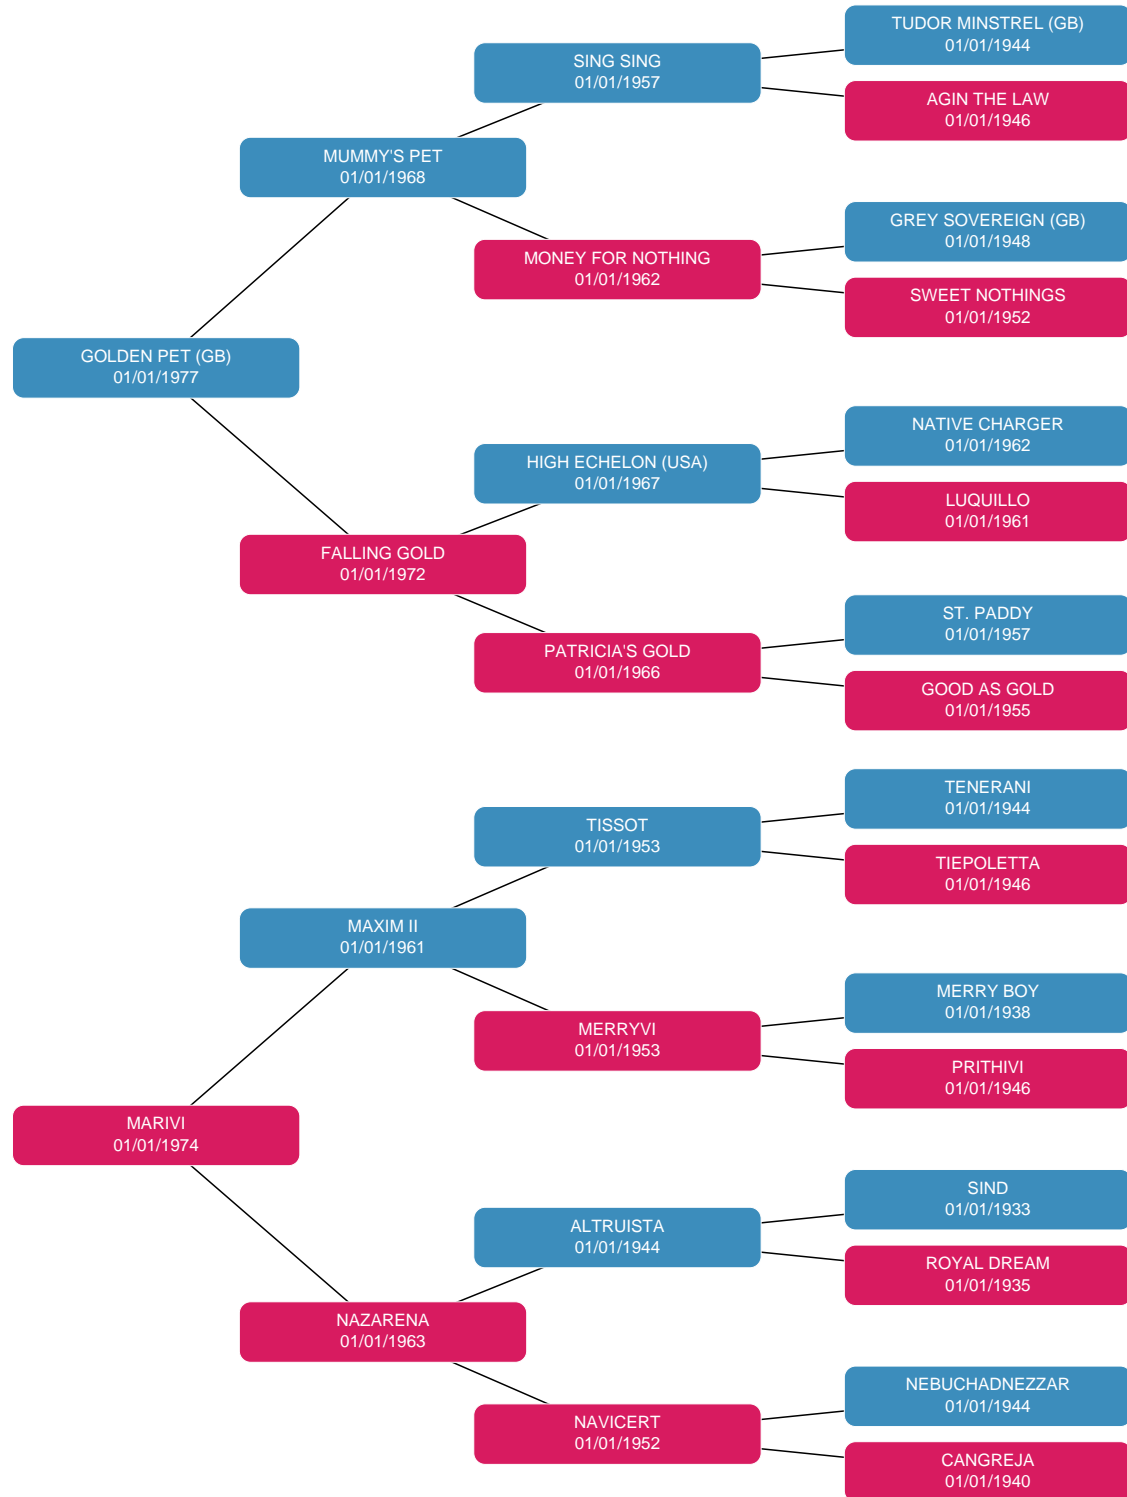 TUDOR MINSTREL (GB)
01/01/1944
SING SING
01/01/1957
AGIN THE LAW
01/01/1946
MUMMY'S PET
01/01/1968
GREY SOVEREIGN (GB)
01/01/1948
MONEY FOR NOTHING
01/01/1962
SWEET NOTHINGS
01/01/1952
GOLDEN PET (GB)
01/01/1977
NATIVE CHARGER
01/01/1962
HIGH ECHELON (USA)
01/01/1967
LUQUILLO
01/01/1961
FALLING GOLD
01/01/1972
ST. PADDY
01/01/1957
PATRICIA'S GOLD
01/01/1966
GOOD AS GOLD
01/01/1955
TENERANI
01/01/1944
TISSOT
01/01/1953
TIEPOLETTA
01/01/1946
MAXIM II
01/01/1961
MERRY BOY
01/01/1938
MERRYVI
01/01/1953
PRITHIVI
01/01/1946
MARIVI
01/01/1974
SIND
01/01/1933
ALTRUISTA
01/01/1944
ROYAL DREAM
01/01/1935
NAZARENA
01/01/1963
NEBUCHADNEZZAR
01/01/1944
NAVICERT
01/01/1952
CANGREJA
01/01/1940